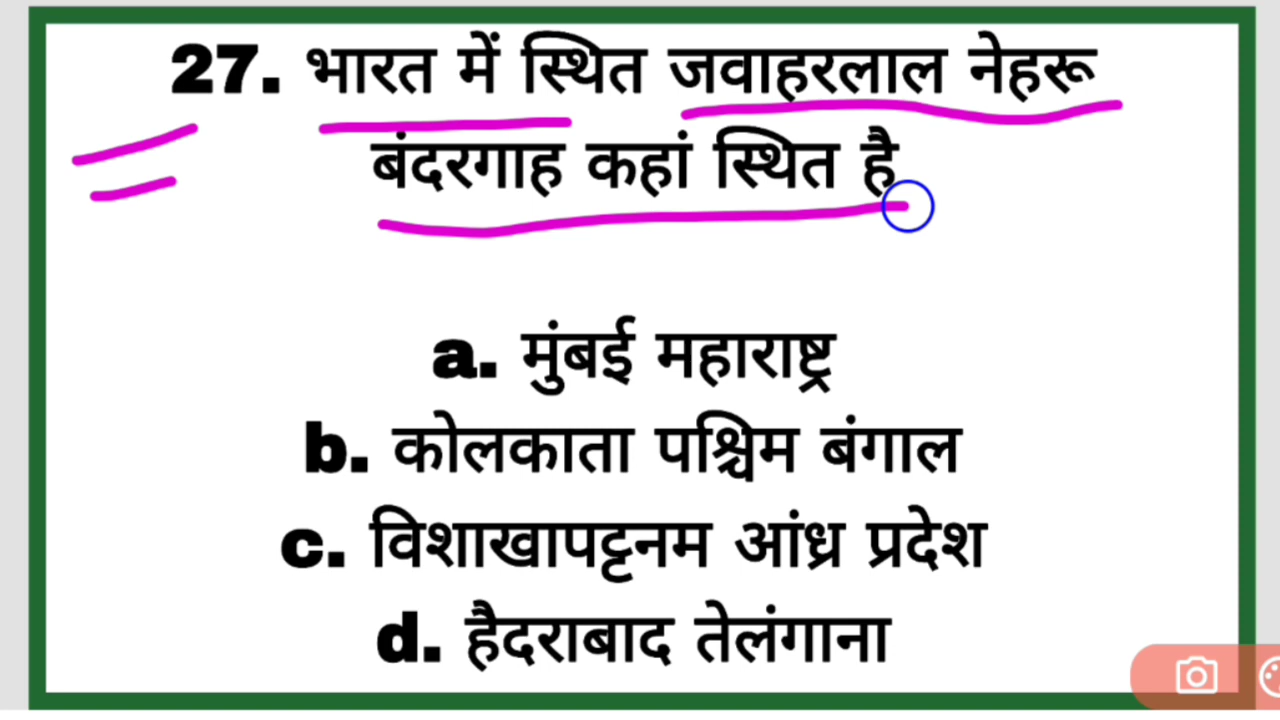 27. भारत में स्थित जवाहरलाल नेहरू
बंदरगाह कहां स्थित है
a. मुंबई महाराष्ट्र
b. कोलकाता पश्चिम बंगाल
c. विशाखापट्टनम आंध्र प्रदेश
d. हैदराबाद तेलंगाना